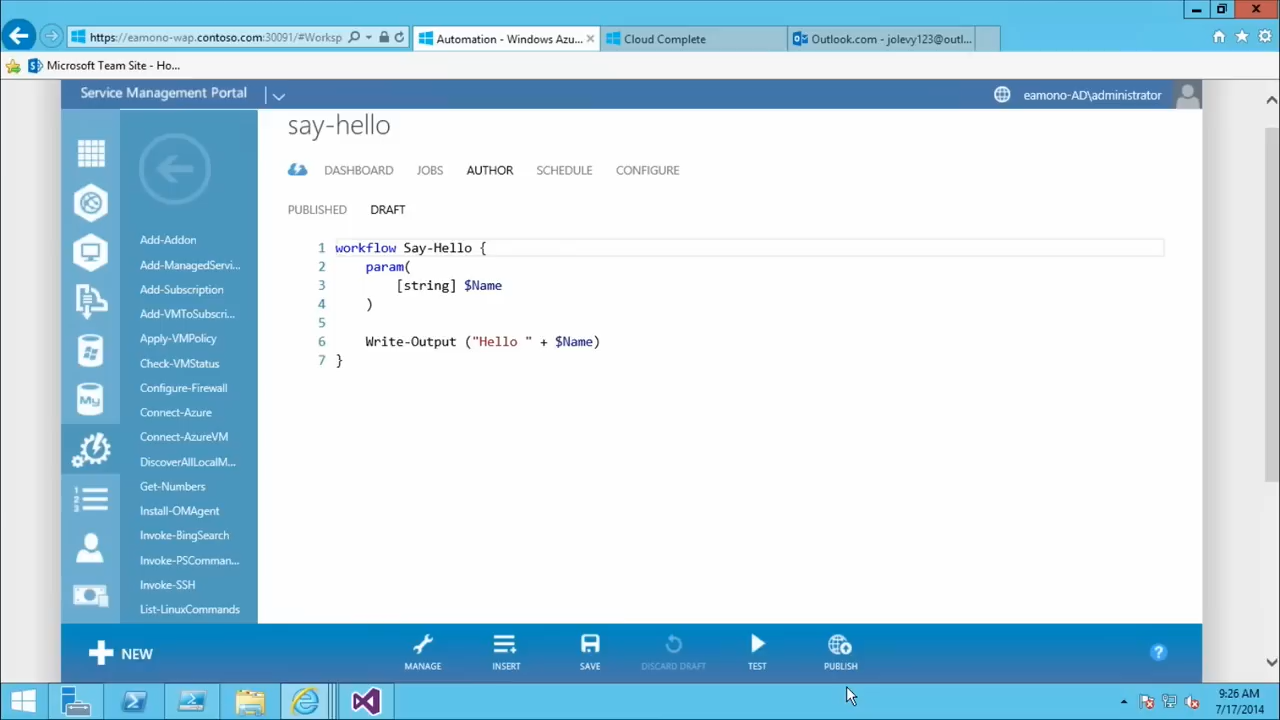 https://eamono-wap.contoso.com:30091/#Worksp
Automation - Windows Azu...
Cloud Complete
Outlook.com - jolevy123@outl...
Microsoft Team Site - Ho...
Service Management Portal
eamono-AD\administrator
say-hello
DASHBOARD JOBS AUTHOR SCHEDULE CONFIGURE
PUBLISHED DRAFT
Add-Addon
Add-ManagedServi...
Add-Subscription
Add-VMToSubscri...
Apply-VMPolicy
Check-VMStatus
Configure-Firewall
Connect-Azure
Connect-AzureVM
DiscoverAllLocalM...
Get-Numbers
Install-OMAgent
Invoke-BingSearch
Invoke-PSComman...
Invoke-SSH
List-LinuxCommands
1 workflow Say-Hello {
2 param(
3 [string] $Name
4 )
5
6 Write-Output ("Hello " + $Name)
7 }
My
1
2
3
NEW
MANAGE INSERT SAVE DISCARD DRAFT TEST PUBLISH
?
9:26 AM
7/17/2014